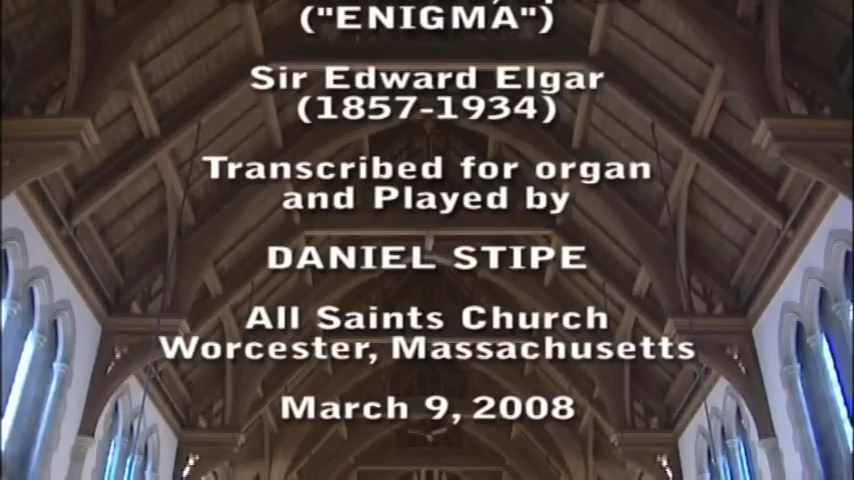 ("ENIGMA")
Sir Edward Elgar
(1857-1934)
Transcribed for organ
and Played by
DANIEL STIPE
All Saints Church
Worcester, Massachusetts
March 9, 2008